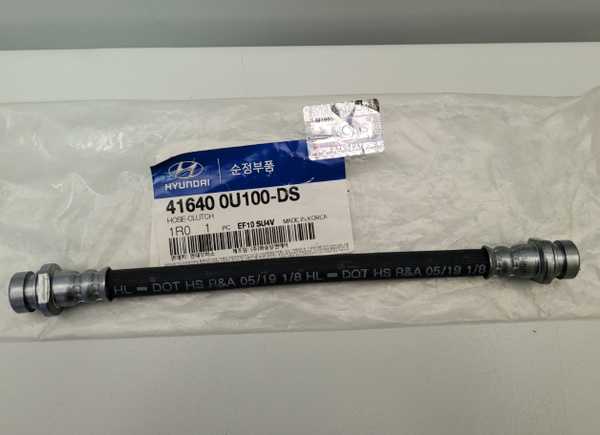 HYUNDAI
순정부품
41640 0U100-DS
HOSE-CLUTCH
1R0 1 PC EF10 SU4V MADE IN KOREA
HL = DOT HS R&A 05/19 1/8 HL = DOT HS R&A 05/19 1/8